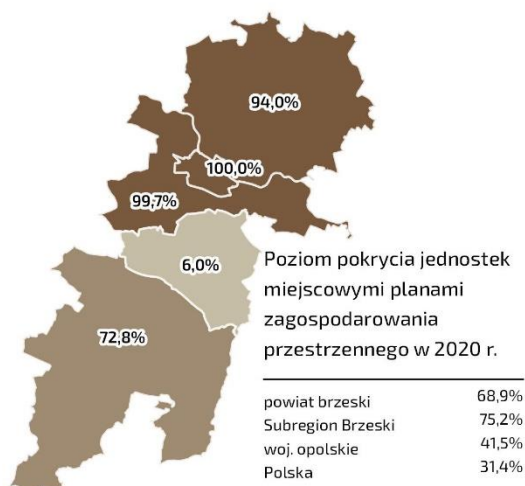 94,0%
100,0%
99,7%
6,0%
72,8%
Poziom pokrycia jednostek
miejscowymi planami
zagospodarowania
przestrzennego w 2020 r.
powiat brzeski 68,9%
Subregion Brzeski 75,2%
woj. opolskie 41,5%
Polska 31,4%